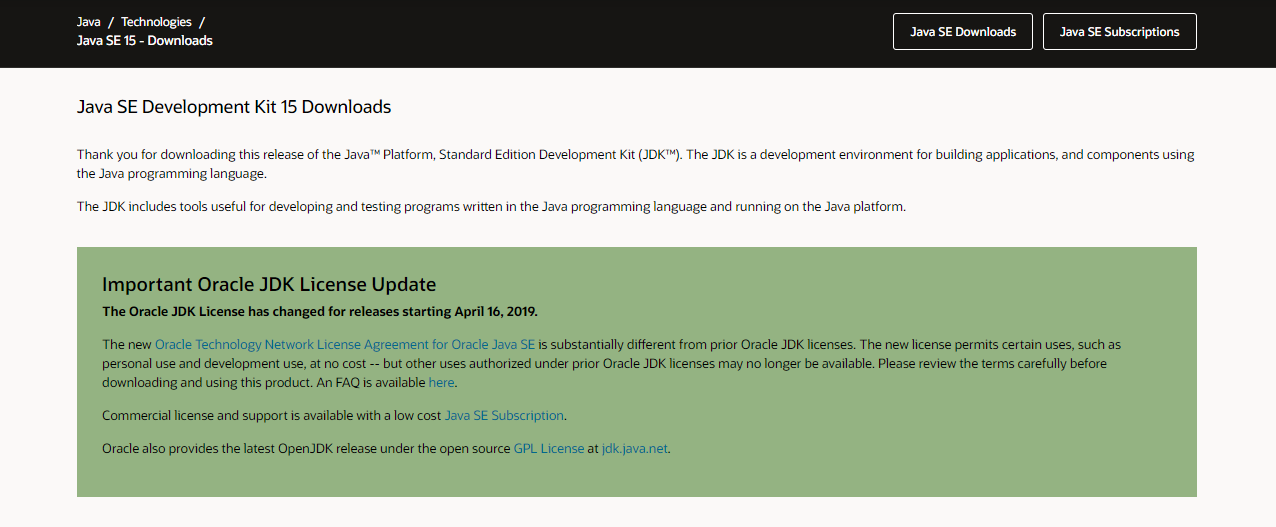 Java / Technologies /
Java SE 15 - Downloads
Java SE Downloads
Java SE Subscriptions
Java SE Development Kit 15 Downloads
Thank you for downloading this release of the Java™ Platform, Standard Edition Development Kit (JDK™). The JDK is a development environment for building applications, and components using
the Java programming language.
The JDK includes tools useful for developing and testing programs written in the Java programming language and running on the Java platform.
Important Oracle JDK License Update
The Oracle JDK License has changed for releases starting April 16, 2019.
The new Oracle Technology Network License Agreement for Oracle Java SE is substantially different from prior Oracle JDK licenses. The new license permits certain uses, such as
personal use and development use, at no cost -- but other uses authorized under prior Oracle JDK licenses may no longer be available. Please review the terms carefully before
downloading and using this product. An FAQ is available here.
Commercial license and support is available with a low cost Java SE Subscription.
Oracle also provides the latest OpenJDK release under the open source GPL License at jdk.java.net.